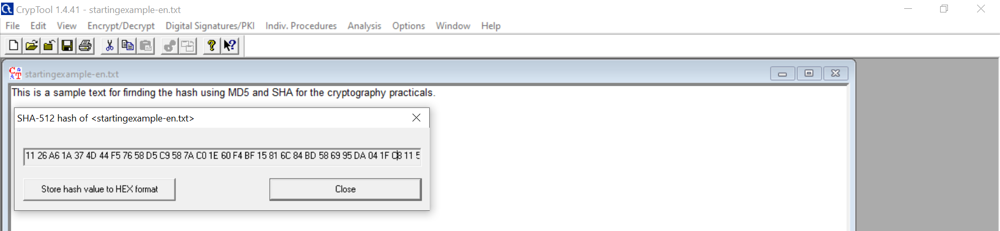 CrypTool 1.4.41 - startingexample-en.txt
File Edit View Encrypt/Decrypt Digital Signatures/PKI Indiv. Procedures Analysis Options Window Help
startingexample-en.txt
This is a sample text for firnding the hash using MD5 and SHA for the cryptography practicals.
SHA-512 hash of <startingexample-en.txt>
11 26 A6 1A 37 4D 44 F5 76 58 D5 C9 58 7A C0 1E 60 F4 BF 15 81 6C 84 BD 58 69 95 DA 04 1F C8 11
Store hash value to HEX format Close